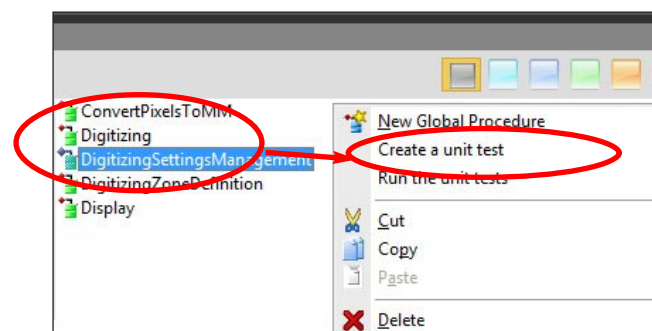 ConvertPixelsToMM
Digitizing
DigitizingSettingsManagement
DigitizingZoneDefinition
Display
New Global Procedure
Create a unit test
Run the unit tests
Cut
Copy
Paste
Delete